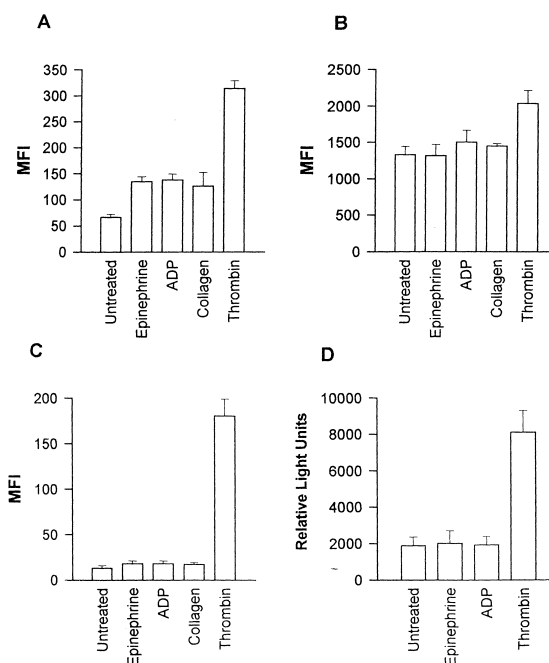 A
350
300
250
200
150
100
50
0
MFI
Untreated
Epinephrine
ADP
Collagen
Thrombin
B
2500
2000
1500
1000
500
0
MFI
Untreated
Epinephrine
ADP
Collagen
Thrombin
C
200
150
100
50
0
MFI
Untreated
Epinephrine
ADP
Collagen
Thrombin
D
10000
8000
6000
4000
2000
0
Relative Light Units
Untreated
Epinephrine
ADP
Thrombin